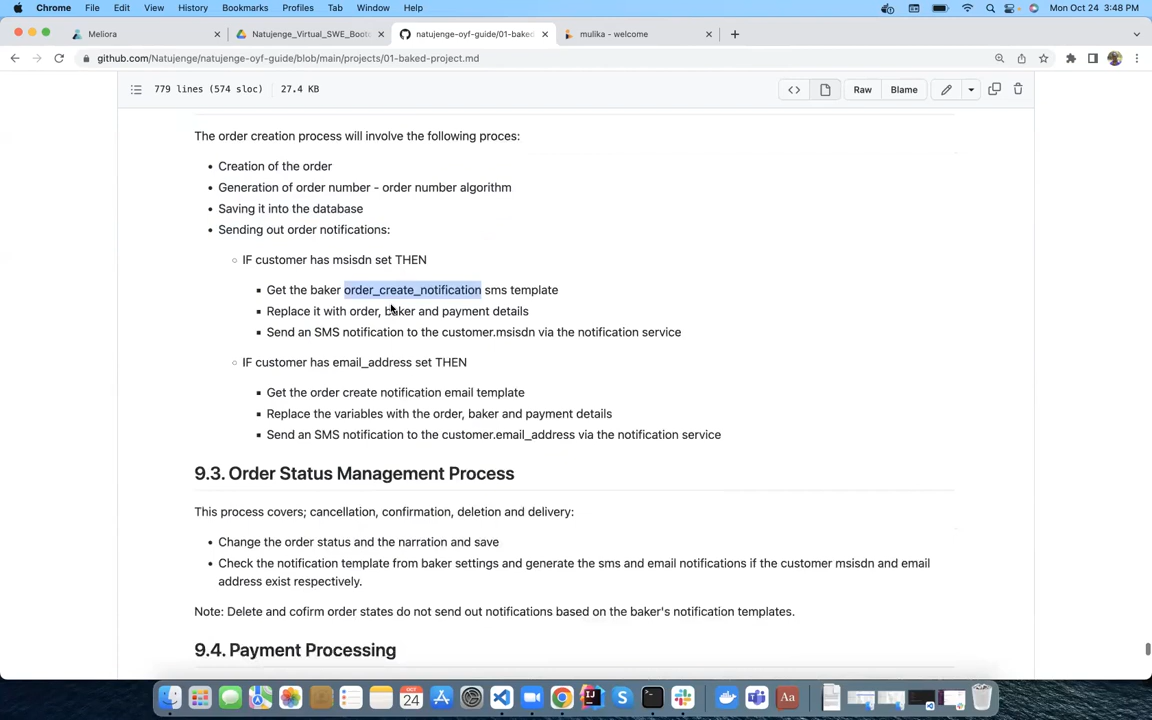 Chrome File Edit View History Bookmarks Profiles Tab Window Help Mon Oct 24 3:48 PM
Meliora Natujenge_Virtual_SWE_Boot natujenge-oyf-guide/01-baked- mulika - welcome
github.com/Natujenge/natujenge-oyf-guide/blob/main/projects/01-baked-project.md
779 lines (574 sloc) 27.4 KB Raw Blame
The order creation process will involve the following proces:
• Creation of the order
• Generation of order number - order number algorithm
• Saving it into the database
• Sending out order notifications:
IF customer has msisdn set THEN
Get the baker order_create_notification sms template
Replace it with order, baker and payment details
Send an SMS notification to the customer.msisdn via the notification service
IF customer has email_address set THEN
Get the order create notification email template
Replace the variables with the order, baker and payment details
Send an SMS notification to the customer.email_address via the notification service
9.3. Order Status Management Process
This process covers; cancellation, confirmation, deletion and delivery:
• Change the order status and the narration and save
• Check the notification template from baker settings and generate the sms and email notifications if the customer msisdn and email
address exist respectively.
Note: Delete and cofirm order states do not send out notifications based on the baker's notification templates.
9.4. Payment Processing
OCT
24
Aa